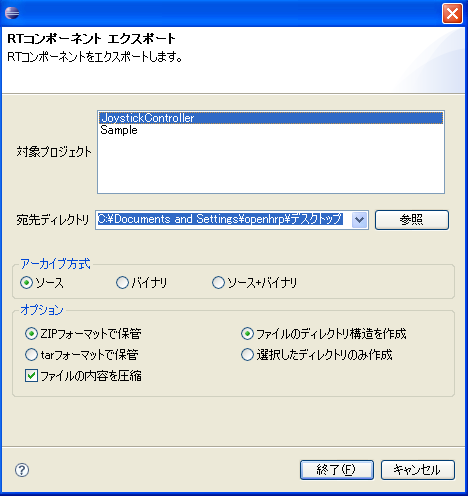 RTコンポーネント エクスポート
RTコンポーネントをエクスポートします。
対象プロジェクト
JoystickController
Sample
宛先ディレクトリ C:¥Documents and Settings¥openhrp¥デスクトップ 参照
アーカイブ方式
ソース バイナリ ソース+バイナリ
オプション
ZIPフォーマットで保管 ファイルのディレクトリ構造を作成
tarフォーマットで保管 選択したディレクトリのみ作成
ファイルの内容を圧縮
? 終了(F) キャンセル